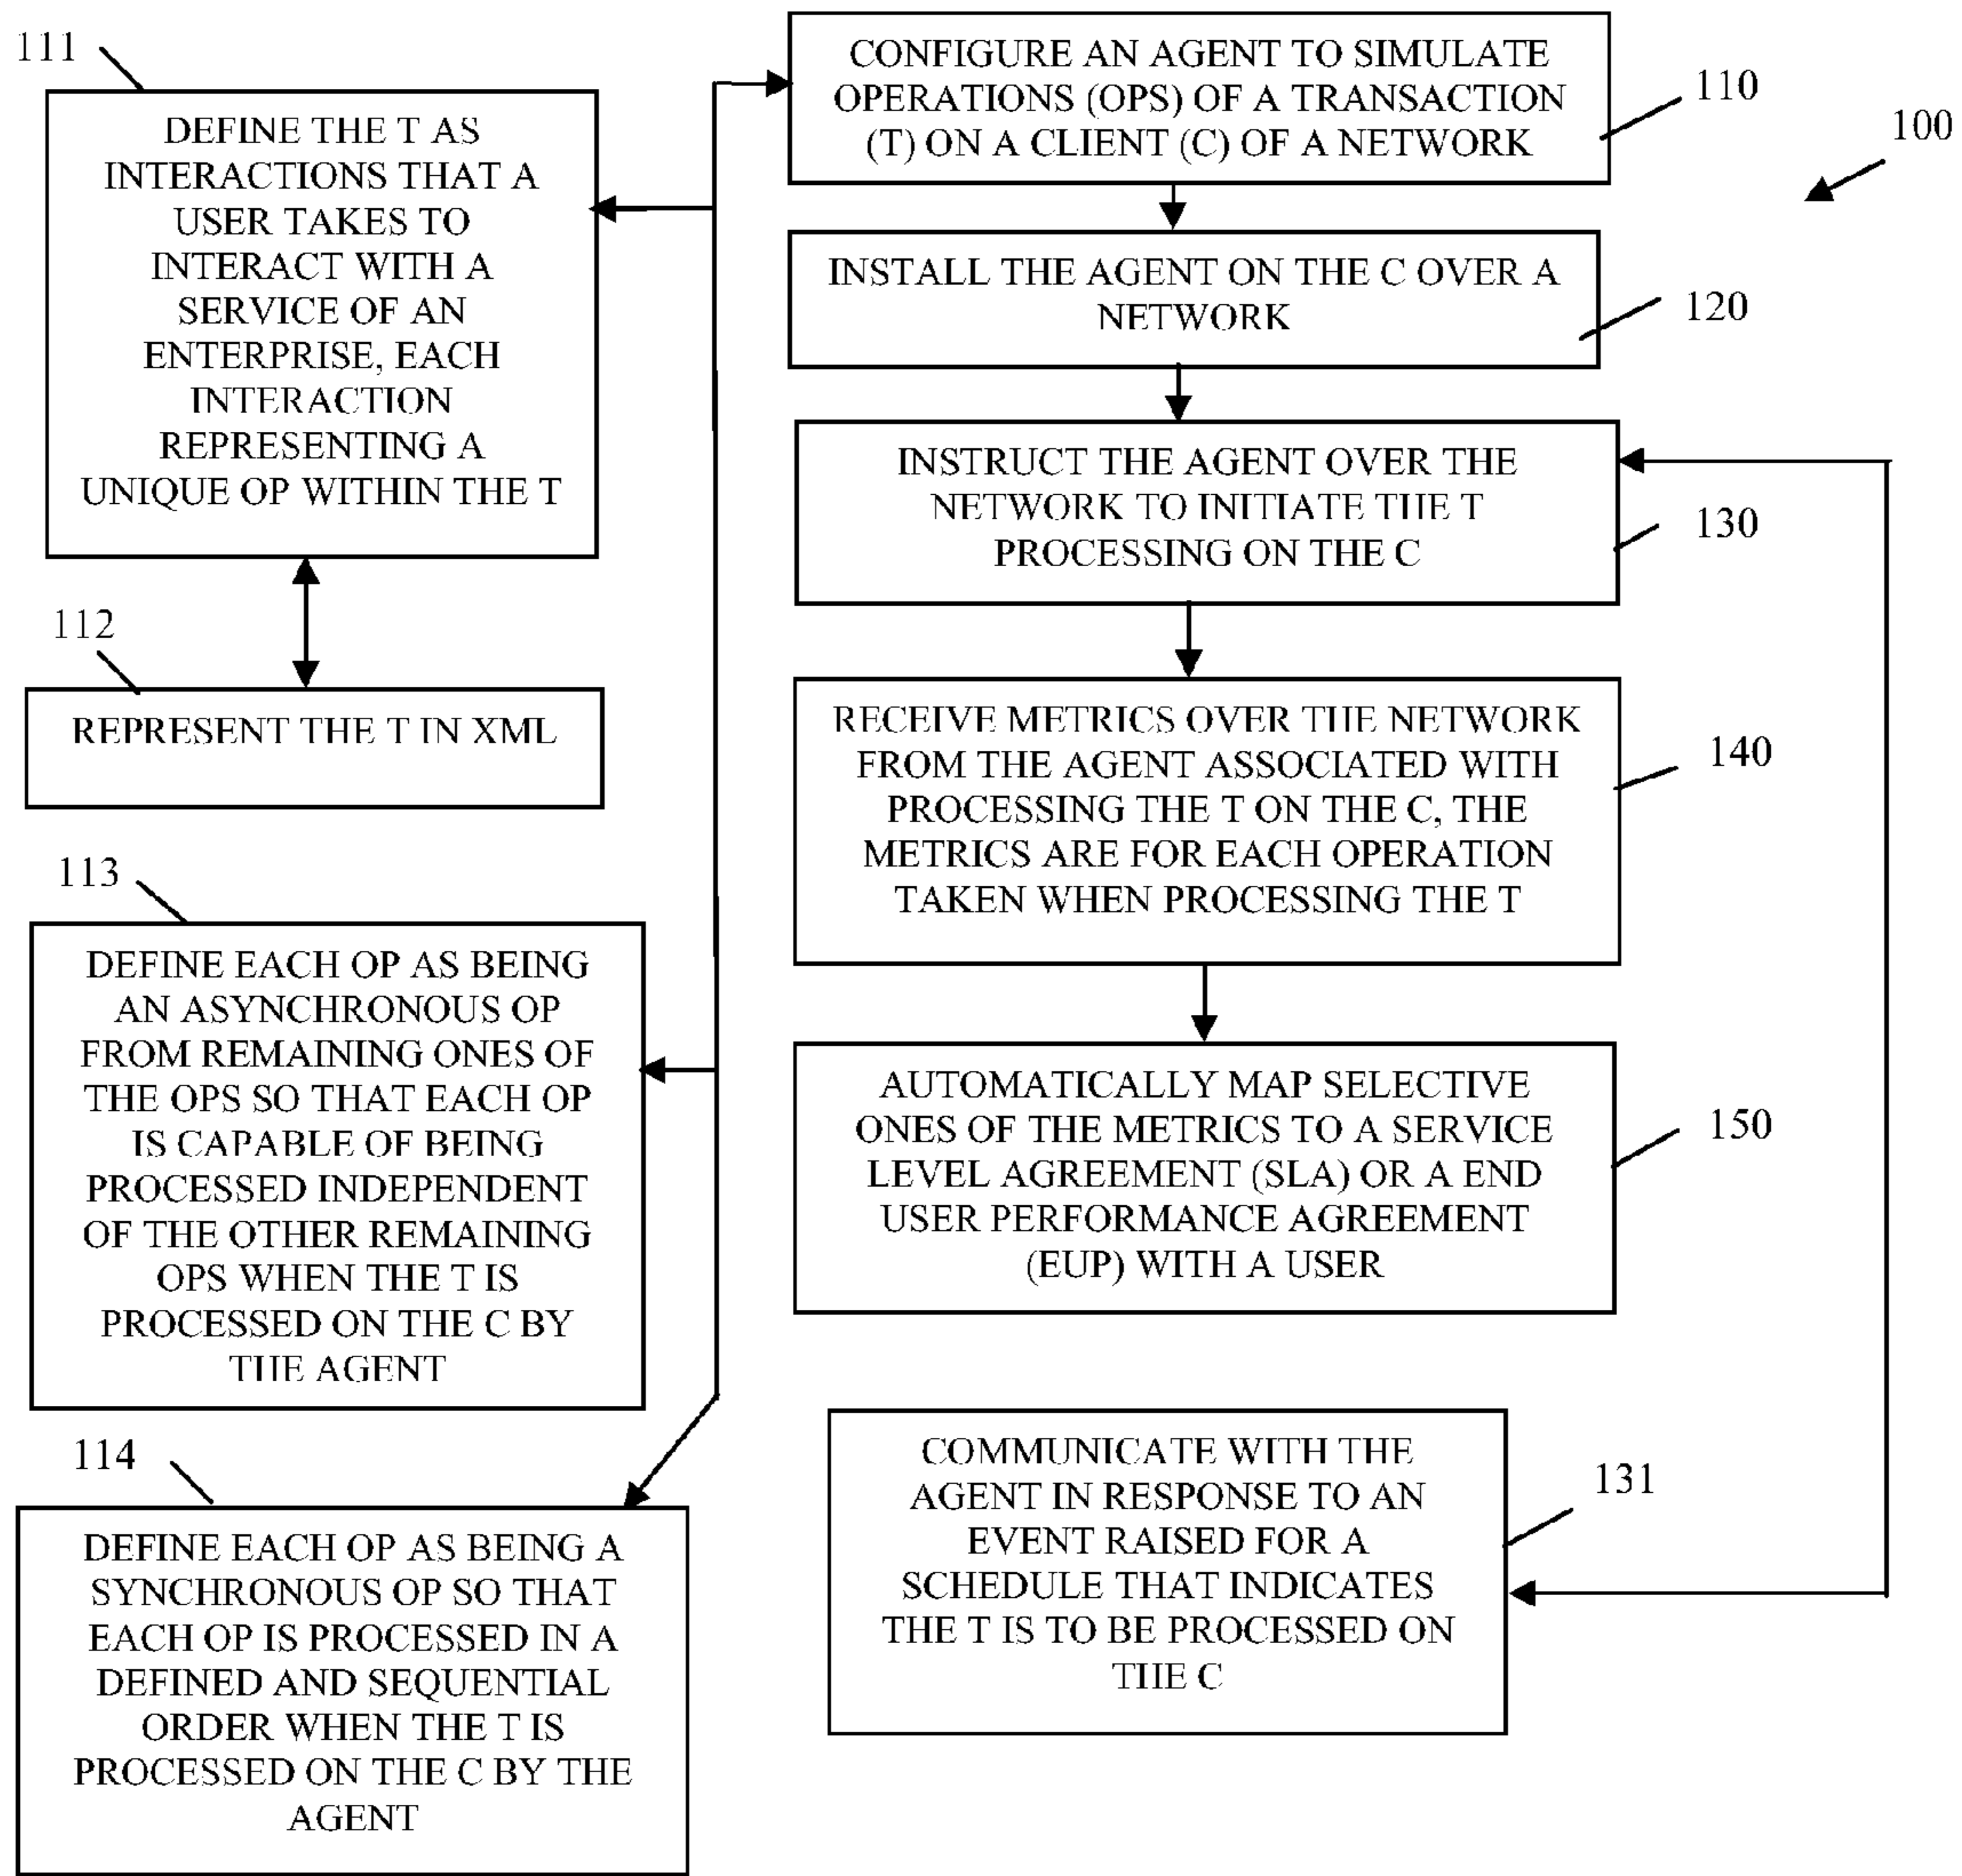 111
DEFINE THE T AS
INTERACTIONS THAT A
USER TAKES TO
INTERACT WITH A
SERVICE OF AN
ENTERPRISE, EACH
INTERACTION
REPRESENTING A
UNIQUE OP WITHIN THE T
112
REPRESENT THE T IN XML
113
DEFINE EACH OP AS BEING
AN ASYNCHRONOUS OP
FROM REMAINING ONES OF
THE OPS SO THAT EACH OP
IS CAPABLE OF BEING
PROCESSED INDEPENDENT
OF THE OTHER REMAINING
OPS WHEN THE T IS
PROCESSED ON THE C BY
THE AGENT
114
DEFINE EACH OP AS BEING A
SYNCHRONOUS OP SO THAT
EACH OP IS PROCESSED IN A
DEFINED AND SEQUENTIAL
ORDER WHEN THE T IS
PROCESSED ON THE C BY THE
AGENT
CONFIGURE AN AGENT TO SIMULATE
OPERATIONS (OPS) OF A TRANSACTION
(T) ON A CLIENT (C) OF A NETWORK
110
100
INSTALL THE AGENT ON THE C OVER A
NETWORK
120
INSTRUCT THE AGENT OVER THE
NETWORK TO INITIATE THE T
PROCESSING ON THE C
130
RECEIVE METRICS OVER THE NETWORK
FROM THE AGENT ASSOCIATED WITH
PROCESSING THE T ON THE C, THE
METRICS ARE FOR EACH OPERATION
TAKEN WHEN PROCESSING THE T
140
AUTOMATICALLY MAP SELECTIVE
ONES OF THE METRICS TO A SERVICE
LEVEL AGREEMENT (SLA) OR A END
USER PERFORMANCE AGREEMENT
(EUP) WITH A USER
150
COMMUNICATE WITH THE
AGENT IN RESPONSE TO AN
EVENT RAISED FOR A
SCHEDULE THAT INDICATES
THE T IS TO BE PROCESSED ON
THE C
131